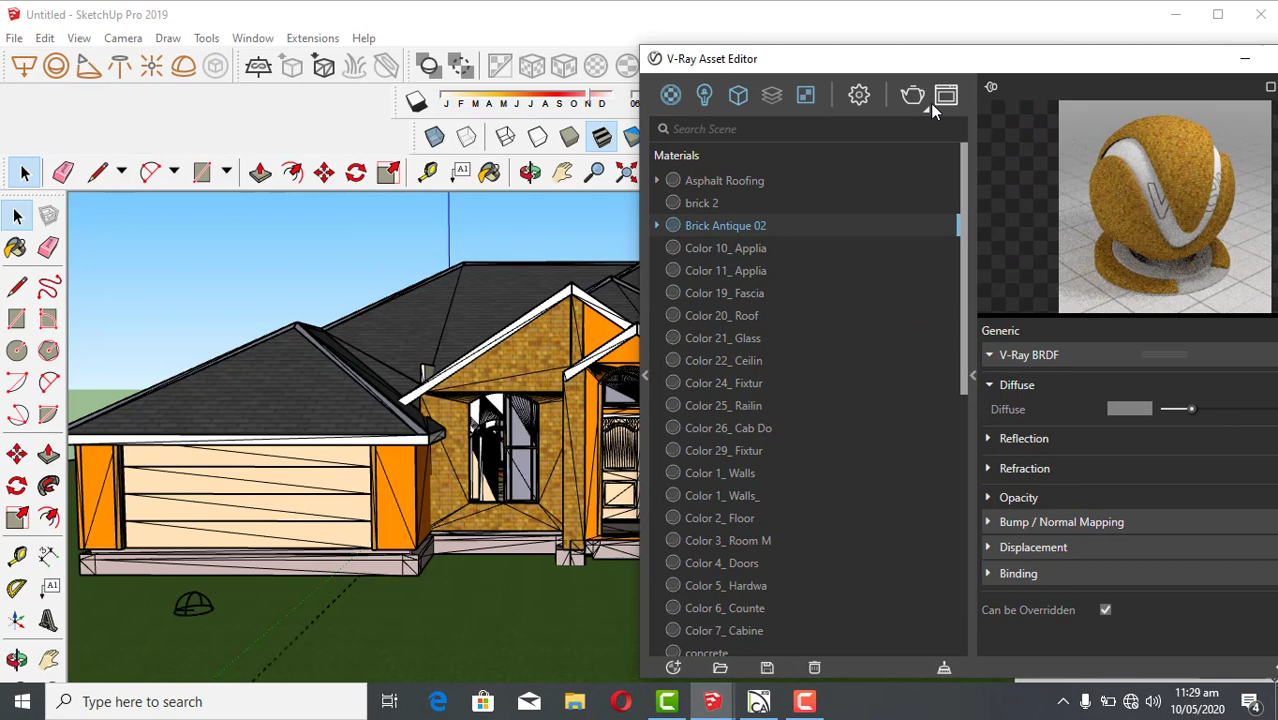 Untitled - SketchUp Pro 2019
File Edit View Camera Draw Tools Window Extensions Help
V-Ray Asset Editor
J F M A M J J A S O N D
Search Scene
Materials
Asphalt Roofing
brick 2
Brick Antique 02
Color 10_ Applia
Color 11_ Applia
Color 19_ Fascia
Color 20_ Roof
Color 21_ Glass
Color 22_ Ceilin
Color 24_ Fixtur
Color 25_ Railin
Color 26_ Cab Do
Color 29_ Fixtur
Color 1_ Walls
Color 1_ Walls_
Color 2_ Floor
Color 3_ Room M
Color 4_ Doors
Color 5_ Hardwa
Color 6_ Counte
Color 7_ Cabine
concrete
Generic
V-Ray BRDF
Diffuse
Diffuse
Reflection
Refraction
Opacity
Bump / Normal Mapping
Displacement
Binding
Can be Overridden
A1
A1
Type here to search
11:29 am
10/05/2020
4